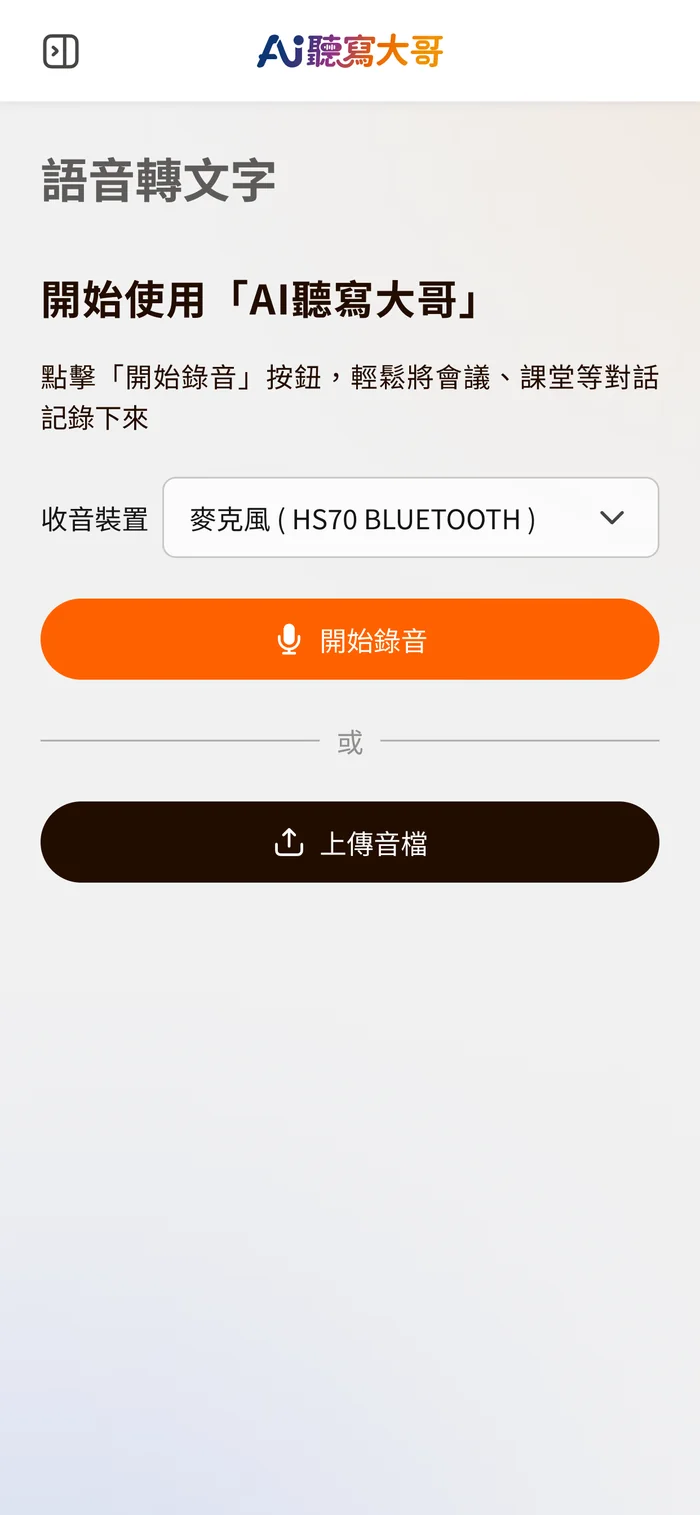 Ai聽寫大哥
語音轉文字
開始使用「AI聽寫大哥」
點擊「開始錄音」按鈕，輕鬆將會議、課堂等對話
記錄下來
收音裝置 麥克風 ( HS70 BLUETOOTH )
開始錄音
或
上傳音檔